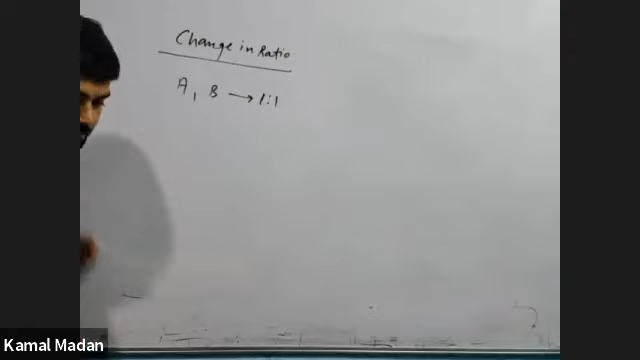 Change in Ratio
A, B → 1:1
Kamal Madan